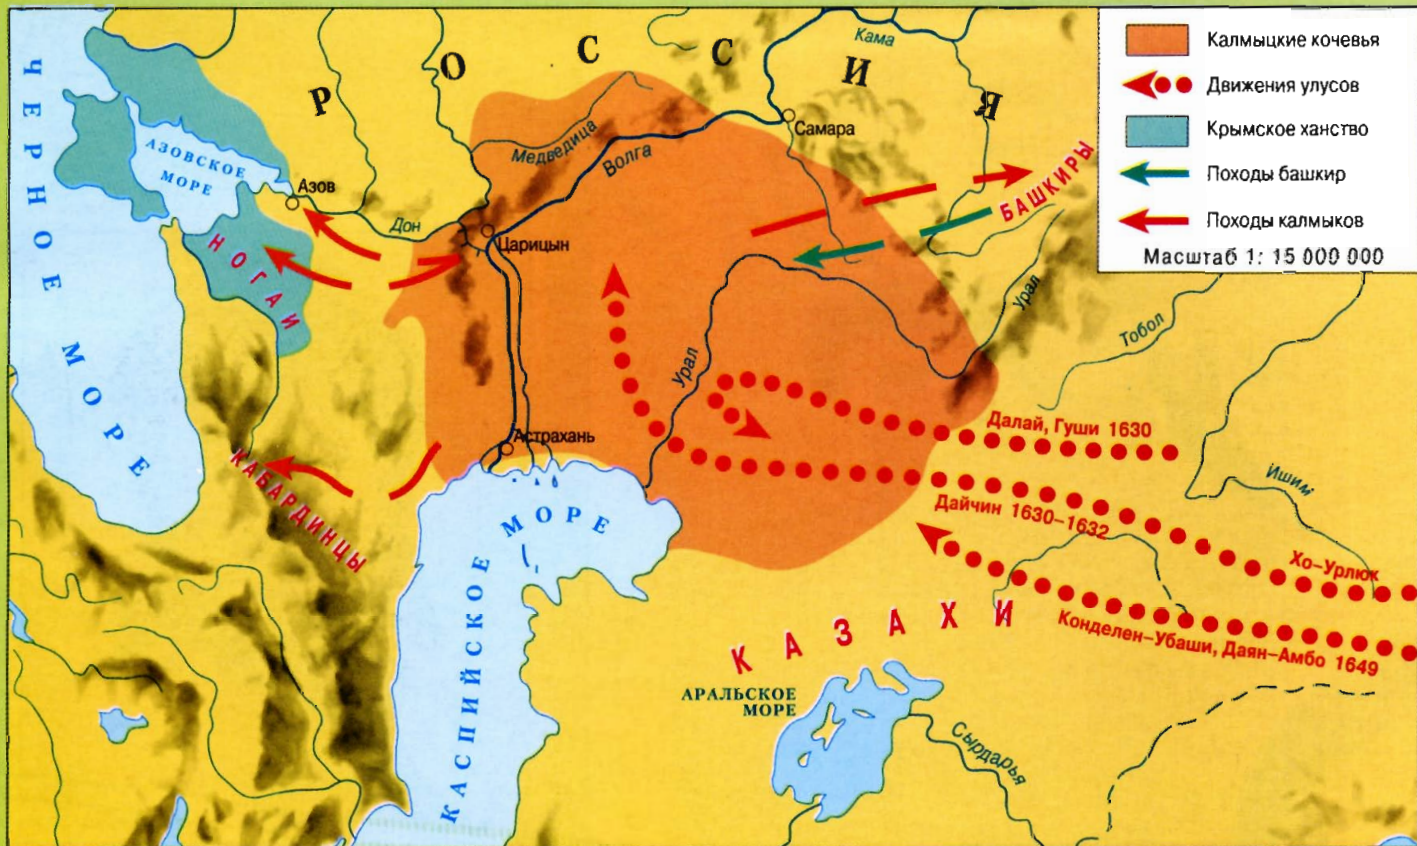 РОССИЯ
Кама
Калмыцкие кочевья
Движения улусов
Крымское ханство
Походы башкир
Походы калмыков
Масштаб 1: 15 000 000
ЧЕРНОЕ МОРЕ
АЗОВСКОЕ
МОРЕ
Азов
Дон
Медведица
Волга
Самара
БАШКИРЫ
Царицын
НОГАИ
Урал
Урал
Тобол
Астрахань
Далай, Гуши 1630
Ишим
Дайчин 1630–1632
Хо–Урлюк
КАБАРДИНЦЫ
КАСПИЙСКОЕ МОРЕ
КАЗАХИ
Конделен–Убаши, Даян–Амбо 1649
АРАЛЬСКОЕ
МОРЕ
Сырдарья